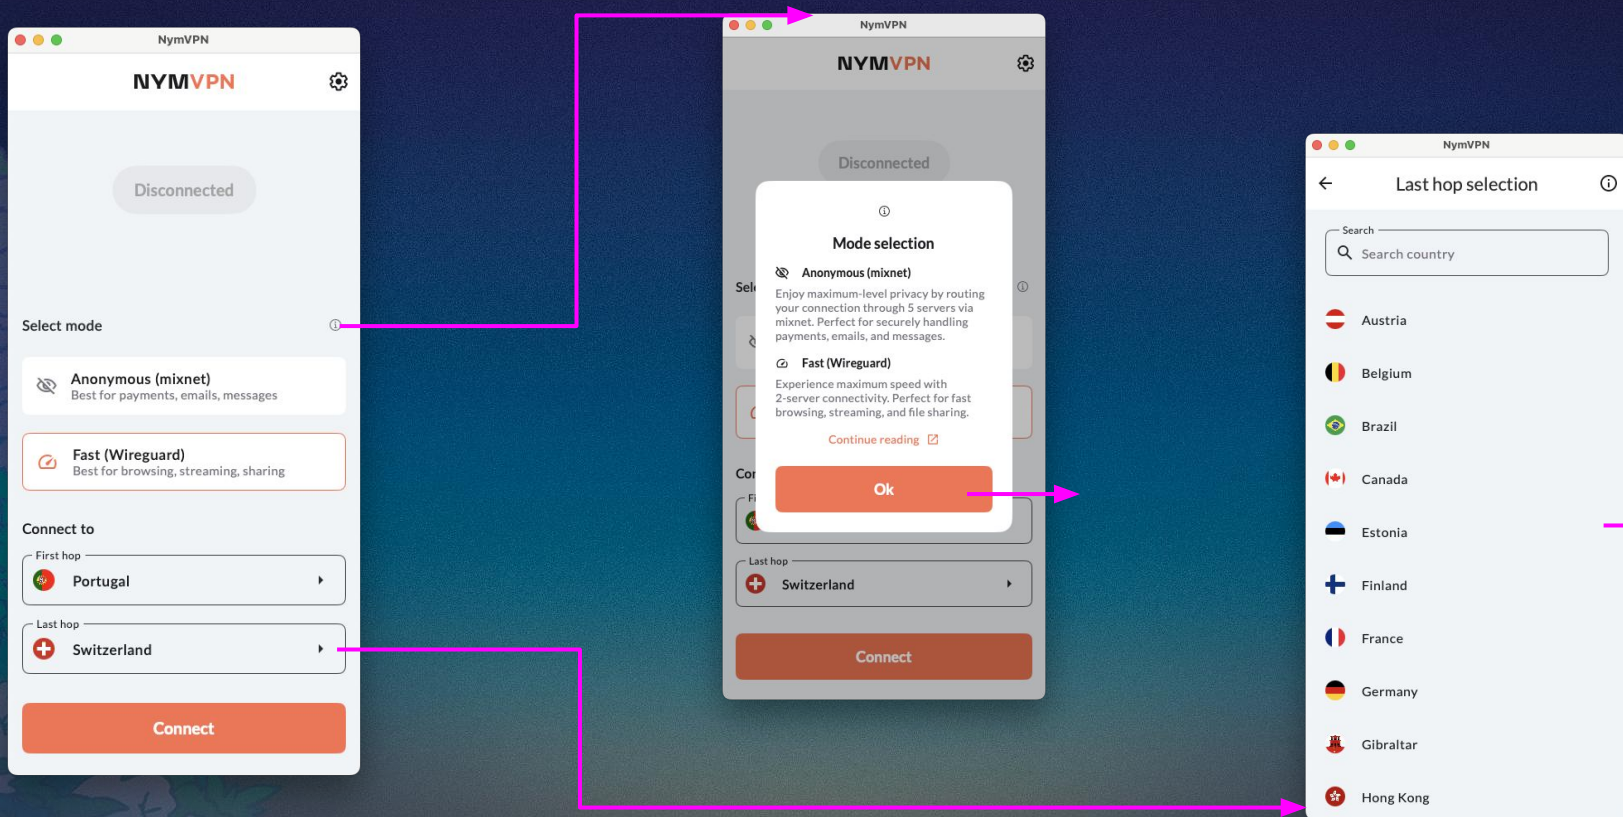 NymVPN
NYMVPN
Disconnected
Select mode
Anonymous (mixnet)
Best for payments, emails, messages
Fast (Wireguard)
Best for browsing, streaming, sharing
Connect to
First hop
Portugal
Last hop
Switzerland
Connect
NymVPN
NYMVPN
Disconnected
Sele
Mode selection
Anonymous (mixnet)
Enjoy maximum-level privacy by routing
your connection through 5 servers via
mixnet. Perfect for securely handling
payments, emails, and messages.
Fast (Wireguard)
Experience maximum speed with
2-server connectivity. Perfect for fast
browsing, streaming, and file sharing.
Continue reading
Ok
Con
Fi
Last hop
Switzerland
Connect
NymVPN
Last hop selection
Search
Search country
Austria
Belgium
Brazil
Canada
Estonia
Finland
France
Germany
Gibraltar
Hong Kong